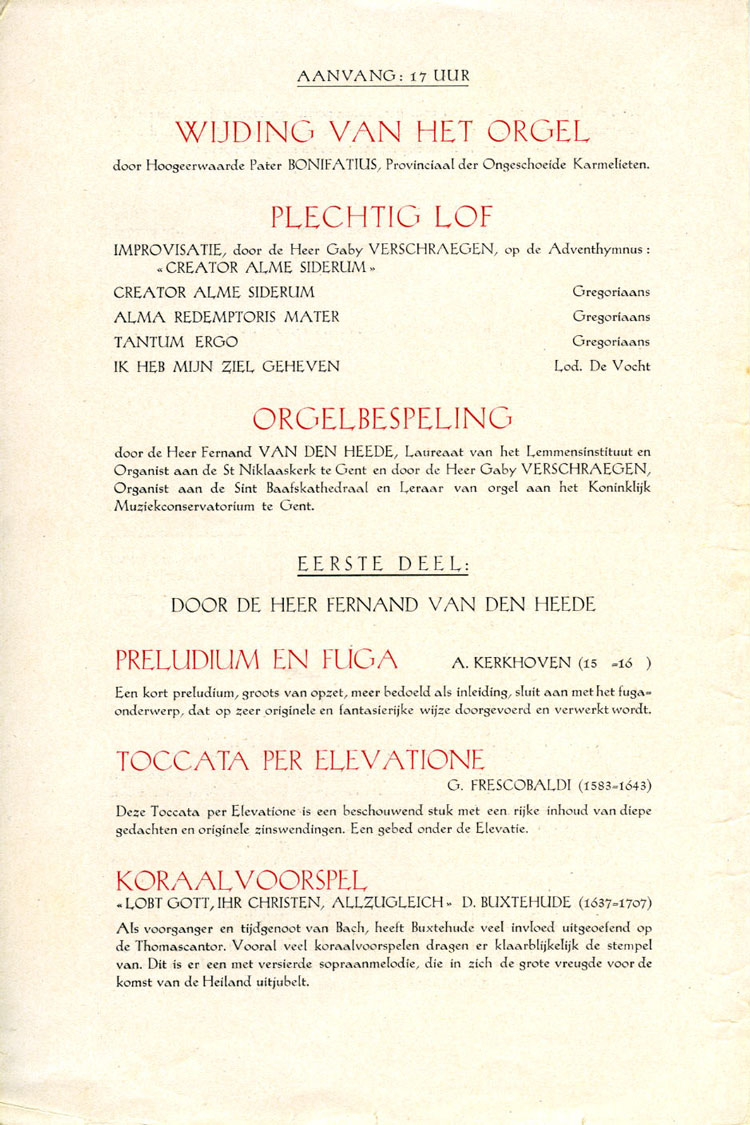 AANVANG: 17 UUR
WIJDING VAN HET ORGEL
door Hoogeerwaarde Pater BONIFATIUS, Provinciaal der Ongeschoeide Karmelieten.
PLECHTIG LOF
IMPROVISATIE, door de Heer Gaby VERSCHRAEGEN, op de Adventhymnus :
« CREATOR ALME SIDERUM »
CREATOR ALME SIDERUM Gregoriaans
ALMA REDEMPTORIS MATER Gregoriaans
TANTUM ERGO Gregoriaans
IK HEB MIJN ZIEL GEHEVEN Lod. De Vocht
ORGELBESPELING
door de Heer Fernand VAN DEN HEEDE, Laureaat van het Lemmensinstituut en
Organist aan de St Niklaaskerk te Gent en door de Heer Gaby VERSCHRAEGEN,
Organist aan de Sint Baafskathedraal en Leraar van orgel aan het Koninklijk
Muziekconservatorium te Gent.
EERSTE DEEL:
DOOR DE HEER FERNAND VAN DEN HEEDE
PRELUDIUM EN FUGA A. KERKHOVEN (15 =16 )
Een kort preludium, groots van opzet, meer bedoeld als inleiding, sluit aan met het fuga=
onderwerp, dat op zeer originele en fantasierijke wijze doorgevoerd en verwerkt wordt.
TOCCATA PER ELEVATIONE
G. FRESCOBALDI (1583=1643)
Deze Toccata per Elevatione is een beschouwend stuk met een rijke inhoud van diepe
gedachten en originele zinswendingen. Een gebed onder de Elevatie.
KORAALVOORSPEL
« LOBT GOTT, IHR CHRISTEN, ALLZUGLEICH » D. BUXTEHUDE (1637=1707)
Als voorganger en tijdgenoot van Bach, heeft Buxtehude veel invloed uitgeoefend op
de Thomascantor. Vooral veel koraalvoorspelen dragen er klaarblijkelijk de stempel
van. Dit is er een met versierde sopraanmelodie, die in zich de grote vreugde voor de
komst van de Heiland uitjubelt.